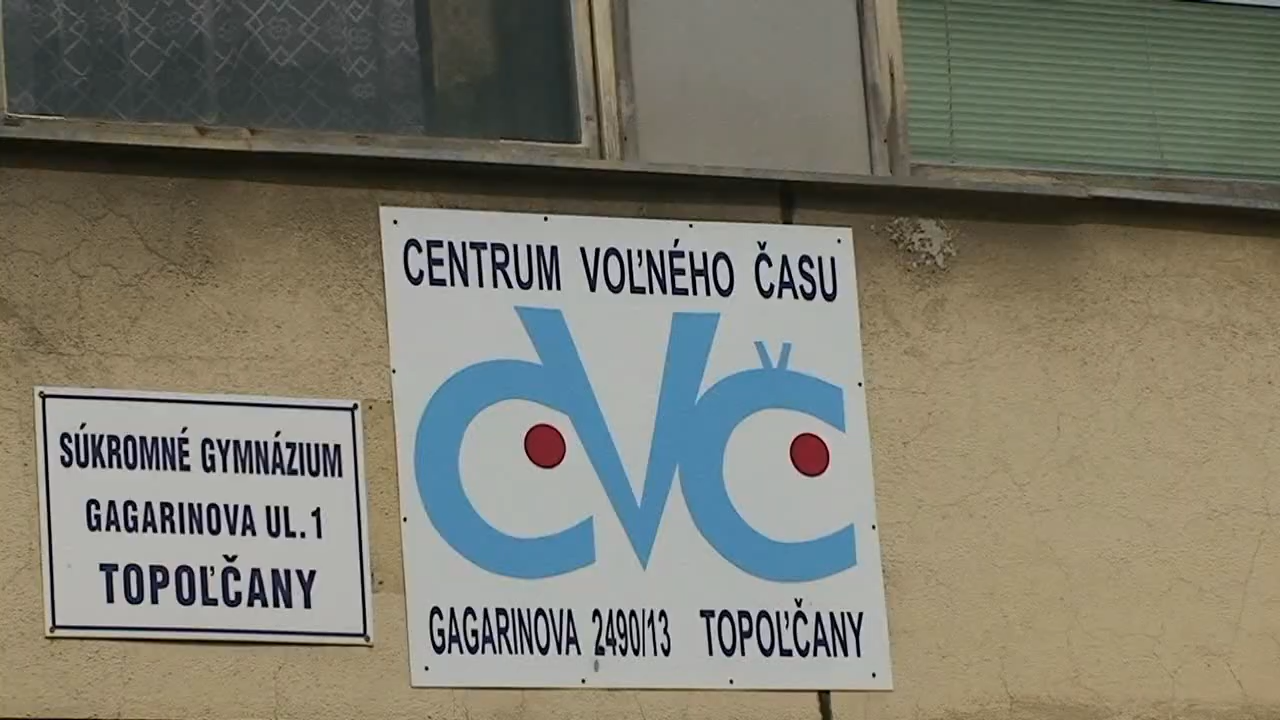 SÚKROMNÉ GYMNÁZIUM
GAGARINOVA UL. 1
TOPOĽČANY
CENTRUM VOĽNÉHO ČASU
CVČ
GAGARINOVA 2490/13 TOPOĽČANY